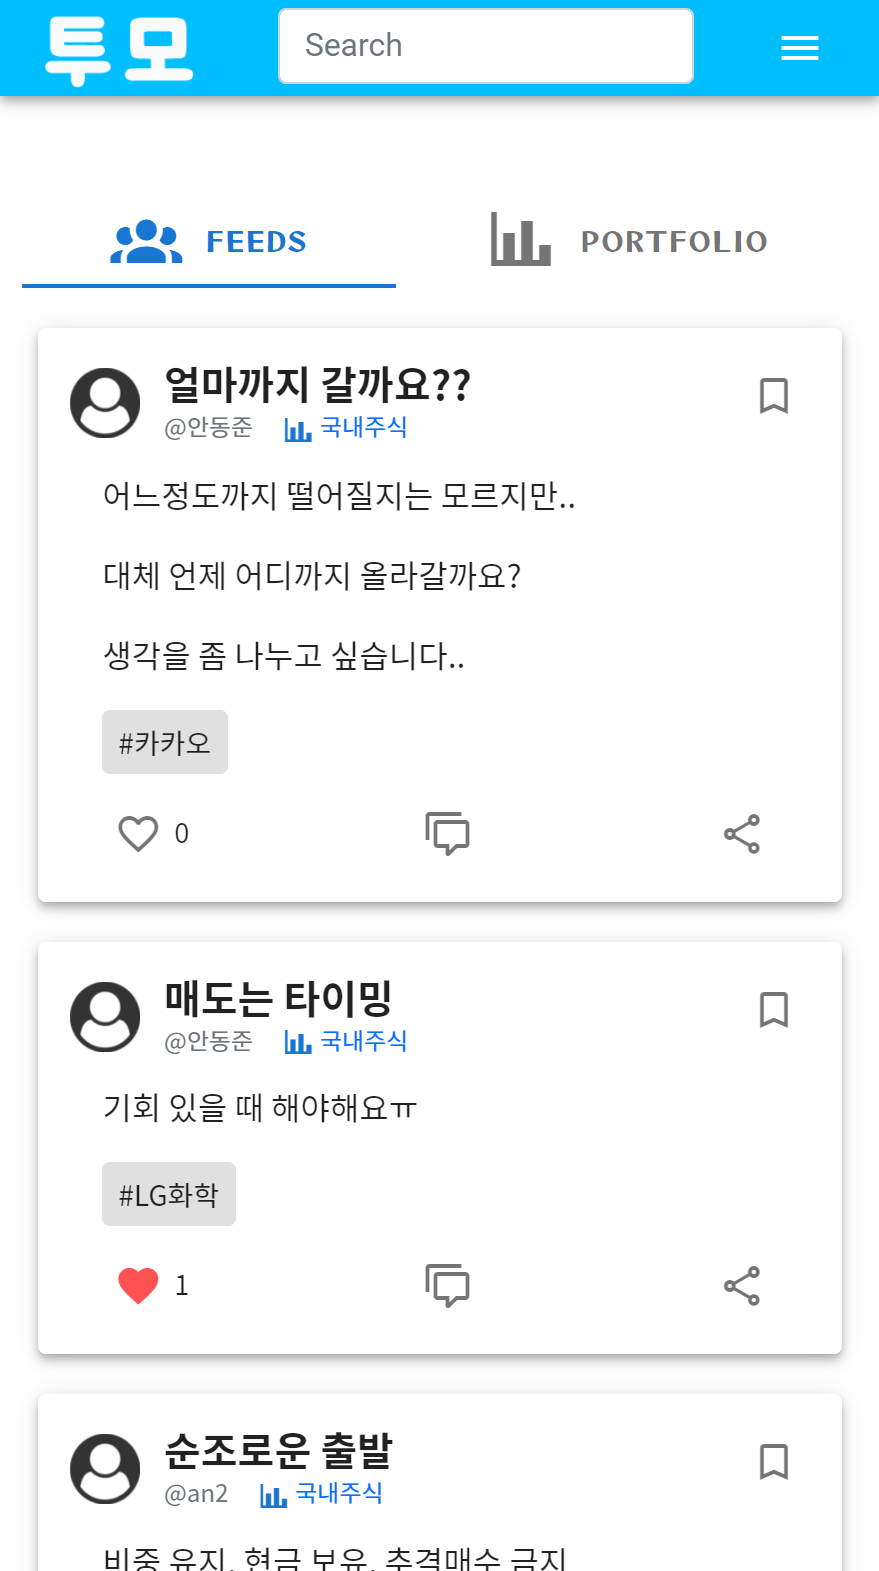 투모
Search
FEEDS
PORTFOLIO
얼마까지 갈까요??
@안동준 국내주식
어느정도까지 떨어질지는 모르지만..
대체 언제 어디까지 올라갈까요?
생각을 좀 나누고 싶습니다..
#카카오
0
매도는 타이밍
@안동준 국내주식
기회 있을 때 해야해요ㅠ
#LG화학
1
순조로운 출발
@an2 국내주식
비중 유지, 현금 보유, 추격매수 금지